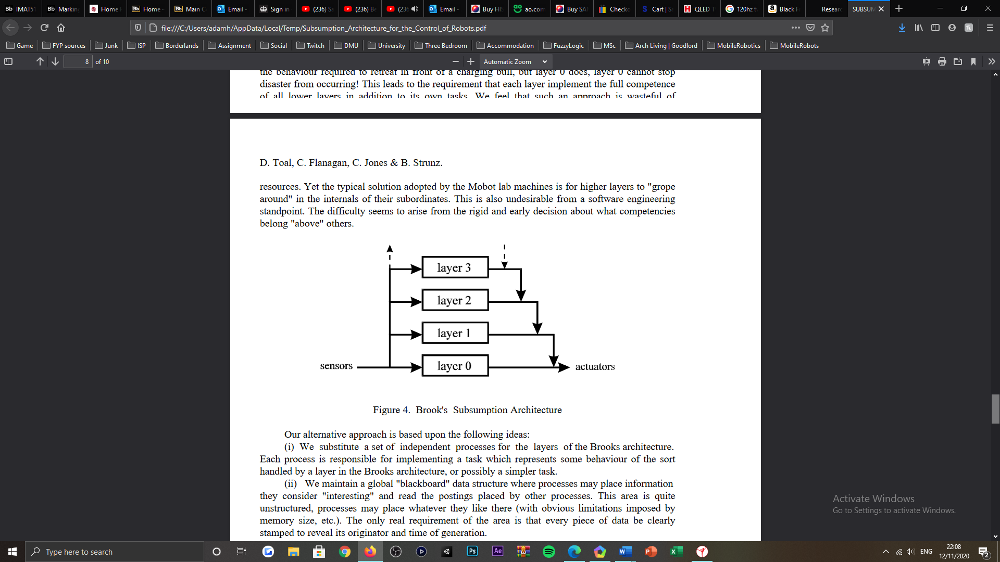 IMAT51
Markin
Home
Home -
Main C
Email -
Sign in
(236) Sa
(236) Be
(236
Email -
Buy HIS
ao.com
Buy SA
Checko
Cart | S
QLED T
120hz t
Black F
Researc
SUBSUM
file:///C:/Users/adamh/AppData/Local/Temp/Subsumption_Architecture_for_the_Control_of_Robots.pdf
Game FYP sources Junk ISP Borderlands Assignment Social Twitch DMU University Three Bedroom Accommodation FuzzyLogic MSc Arch Living | Goodlord MobileRobotics MobileRobots
8 of 10 Automatic Zoom
the behaviour required to retreat in front of a charging bull, but layer 0 does, layer 0 cannot stop
disaster from occurring! This leads to the requirement that each layer implement the full competence
of all lower layers in addition to its own tasks. We feel that such an approach is wasteful of
D. Toal, C. Flanagan, C. Jones & B. Strunz.
resources. Yet the typical solution adopted by the Mobot lab machines is for higher layers to "grope
around" in the internals of their subordinates. This is also undesirable from a software engineering
standpoint. The difficulty seems to arise from the rigid and early decision about what competencies
belong "above" others.
layer 3
layer 2
layer 1
sensors layer 0 actuators
Figure 4. Brook's Subsumption Architecture
Our alternative approach is based upon the following ideas:
(i) We substitute a set of independent processes for the layers of the Brooks architecture.
Each process is responsible for implementing a task which represents some behaviour of the sort
handled by a layer in the Brooks architecture, or possibly a simpler task.
(ii) We maintain a global "blackboard" data structure where processes may place information
they consider "interesting" and read the postings placed by other processes. This area is quite
unstructured, processes may place whatever they like there (with obvious limitations imposed by
memory size, etc.). The only real requirement of the area is that every piece of data be clearly
stamped to reveal its originator and time of generation.
Activate Windows
Go to Settings to activate Windows.
Type here to search
ENG
22:08
12/11/2020
2